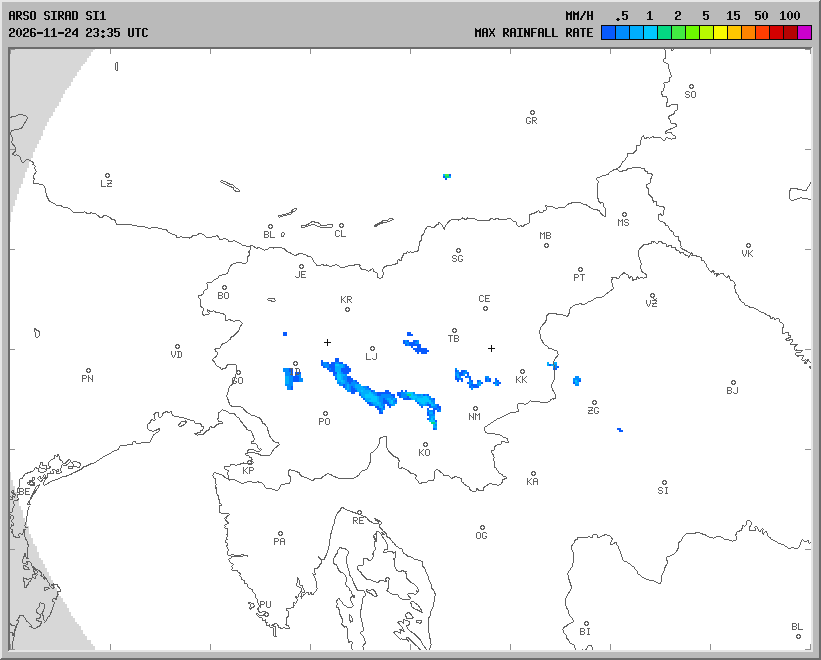 ARSO SIRAD SI1
2026-11-24 23:35 UTC
MM/H .5 1 2 5 15 50 100
MAX RAINFALL RATE
SO
GR
LZ
MS
BL
CL
MB
VK
SG
JE
PT
BO
KR
CE
VZ
TB
VD
LJ
PN
GO
KK
BJ
ZG
PO
NM
KO
KP
KA
BE
SI
RE
OG
PA
PU
BI
BL